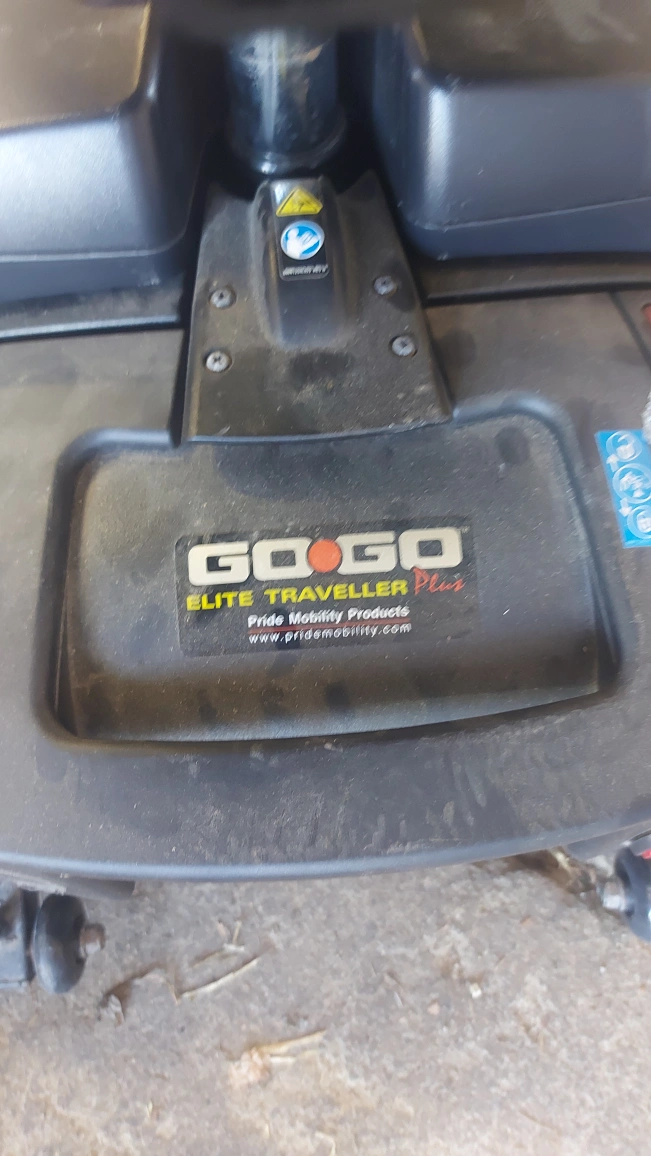 GO GO
ELITE TRAVELLER Plus
Pride Mobility Products
www.pridemobility.com